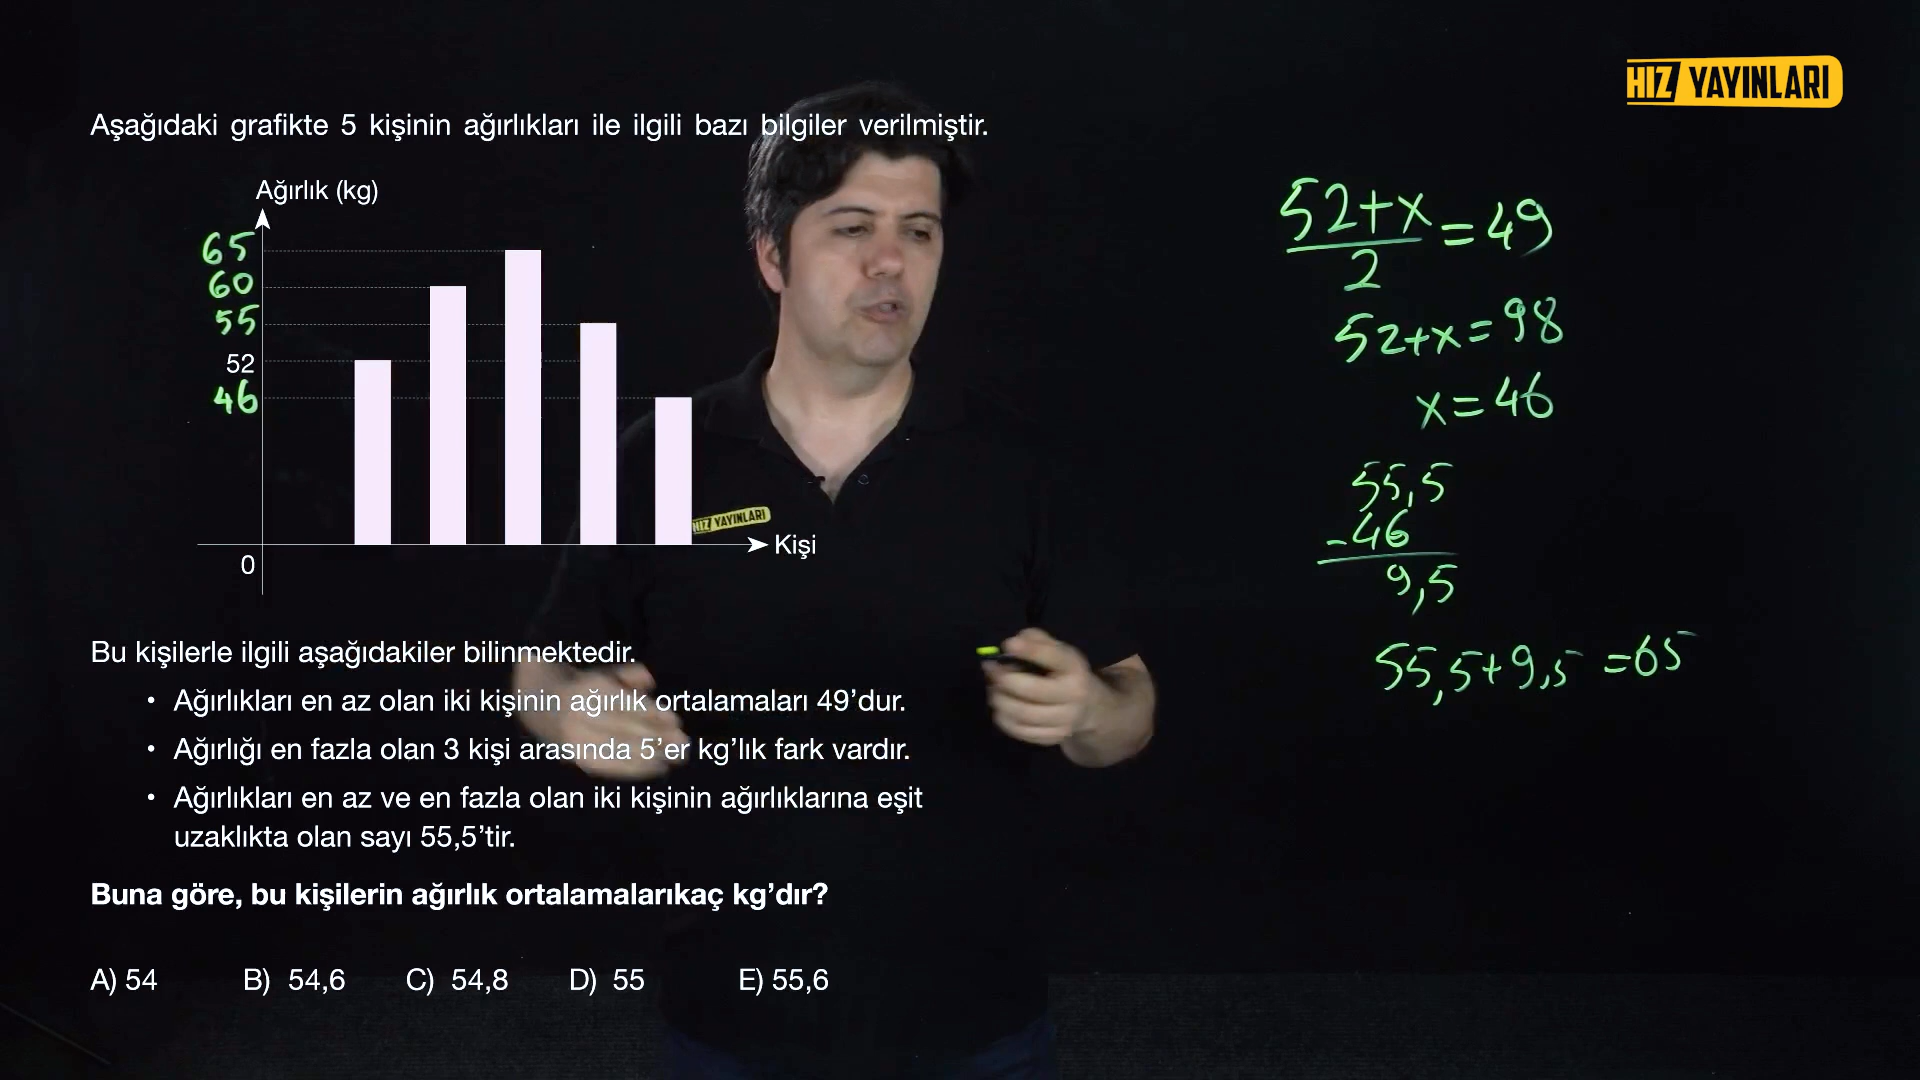 HIZ YAYINLARI
Aşağıdaki grafikte 5 kişinin ağırlıkları ile ilgili bazı bilgiler verilmiştir.
Ağırlık (kg)
65
60
55
52
46
0
Kişi
HIZ YAYINLARI
Bu kişilerle ilgili aşağıdakiler bilinmektedir.
• Ağırlıkları en az olan iki kişinin ağırlık ortalamaları 49’dur.
• Ağırlığı en fazla olan 3 kişi arasında 5’er kg’lık fark vardır.
• Ağırlıkları en az ve en fazla olan iki kişinin ağırlıklarına eşit
uzaklıkta olan sayı 55,5’tir.
Buna göre, bu kişilerin ağırlık ortalamalarıkaç kg’dır?
A) 54 B) 54,6 C) 54,8 D) 55 E) 55,6
52+x
2
=49
52+x=98
x=46
55,5
-46
9,5
55,5+9,5=65